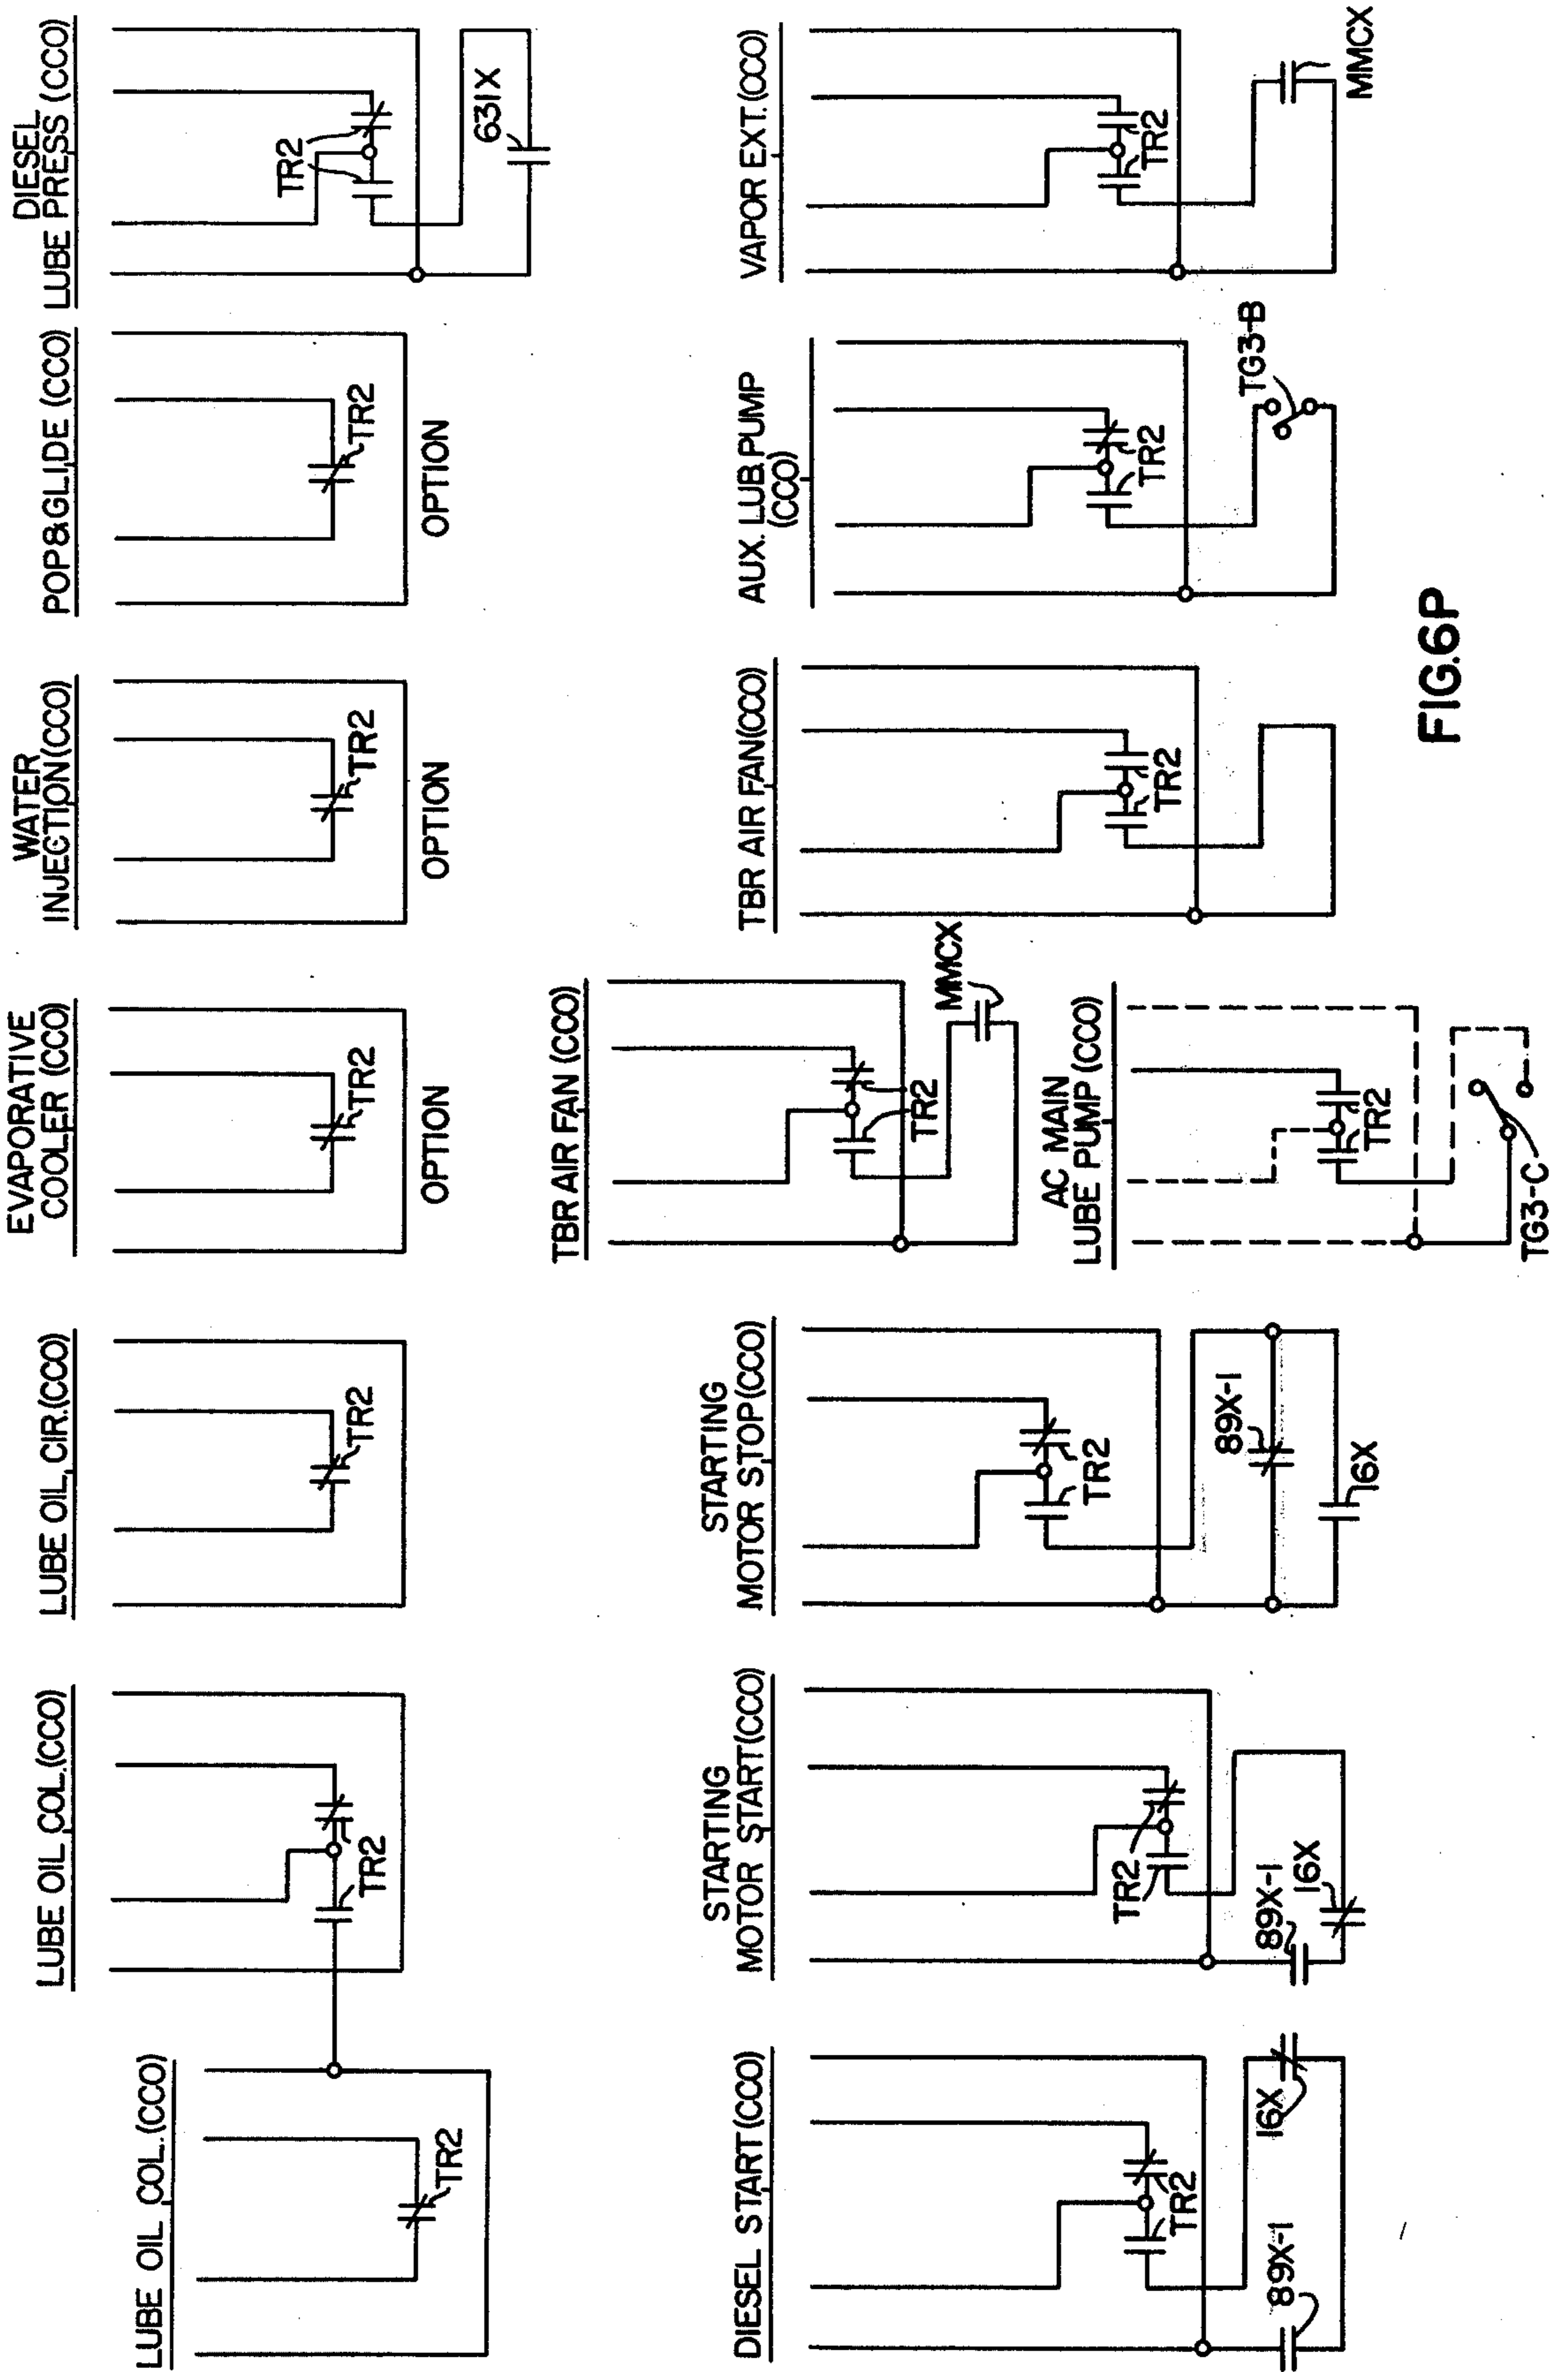 LUBE OIL COL.(CCO)
TR2
LUBE OIL COL.(CCO)
TR2
LUBE OIL CIR.(CCO)
TR2
EVAPORATIVE
COOLER (CCO)
TR2
OPTION
WATER
INJECTION(CCO)
TR2
OPTION
POP&GLIDE (CCO)
TR2
OPTION
DIESEL
LUBE PRESS (CCO)
TR2
631X
DIESEL START(CCO)
TR2
89X-1
16X
STARTING
MOTOR START(CCO)
TR2
89X-1
16X
STARTING
MOTOR STOP(CCO)
TR2
89X-1
16X
TBR AIR FAN (CCO)
TR2
MMCX
AC MAIN
LUBE PUMP (CCO)
TR2
TG3-C
TBR AIR FAN(CCO)
TR2
AUX. LUB. PUMP
(CCO)
TR2
TG3-B
VAPOR EXT.(CCO)
TR2
MMCX
FIG.6P